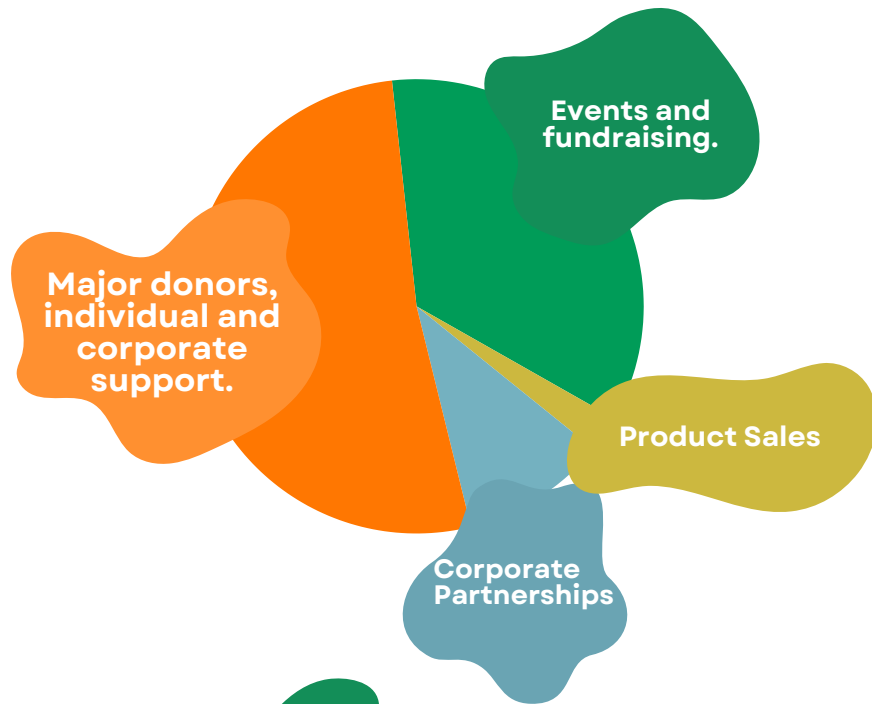 Events and
fundraising.
Major donors,
individual and
corporate
support.
Product Sales
Corporate
Partnerships